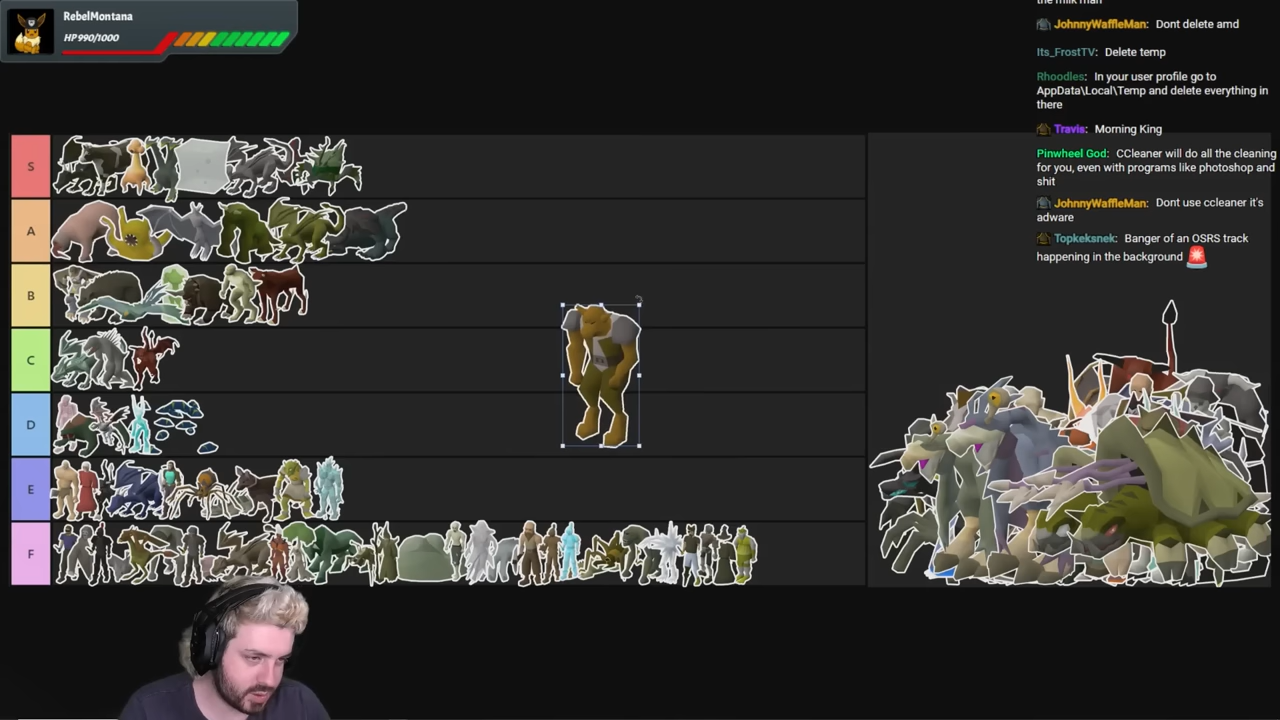 RebelMontana
HP 990/1000
the milk man
JohnnyWaffleMan: Dont delete amd
Its_FrostTV: Delete temp
Rhoodles: In your user profile go to
AppData\Local\Temp and delete everything in
there
Travis: Morning King
Pinwheel God: CCleaner will do all the cleaning
for you, even with programs like photoshop and
shit
JohnnyWaffleMan: Dont use ccleaner it's
adware
Topkeksnek: Banger of an OSRS track
happening in the background
S
A
B
C
D
E
F